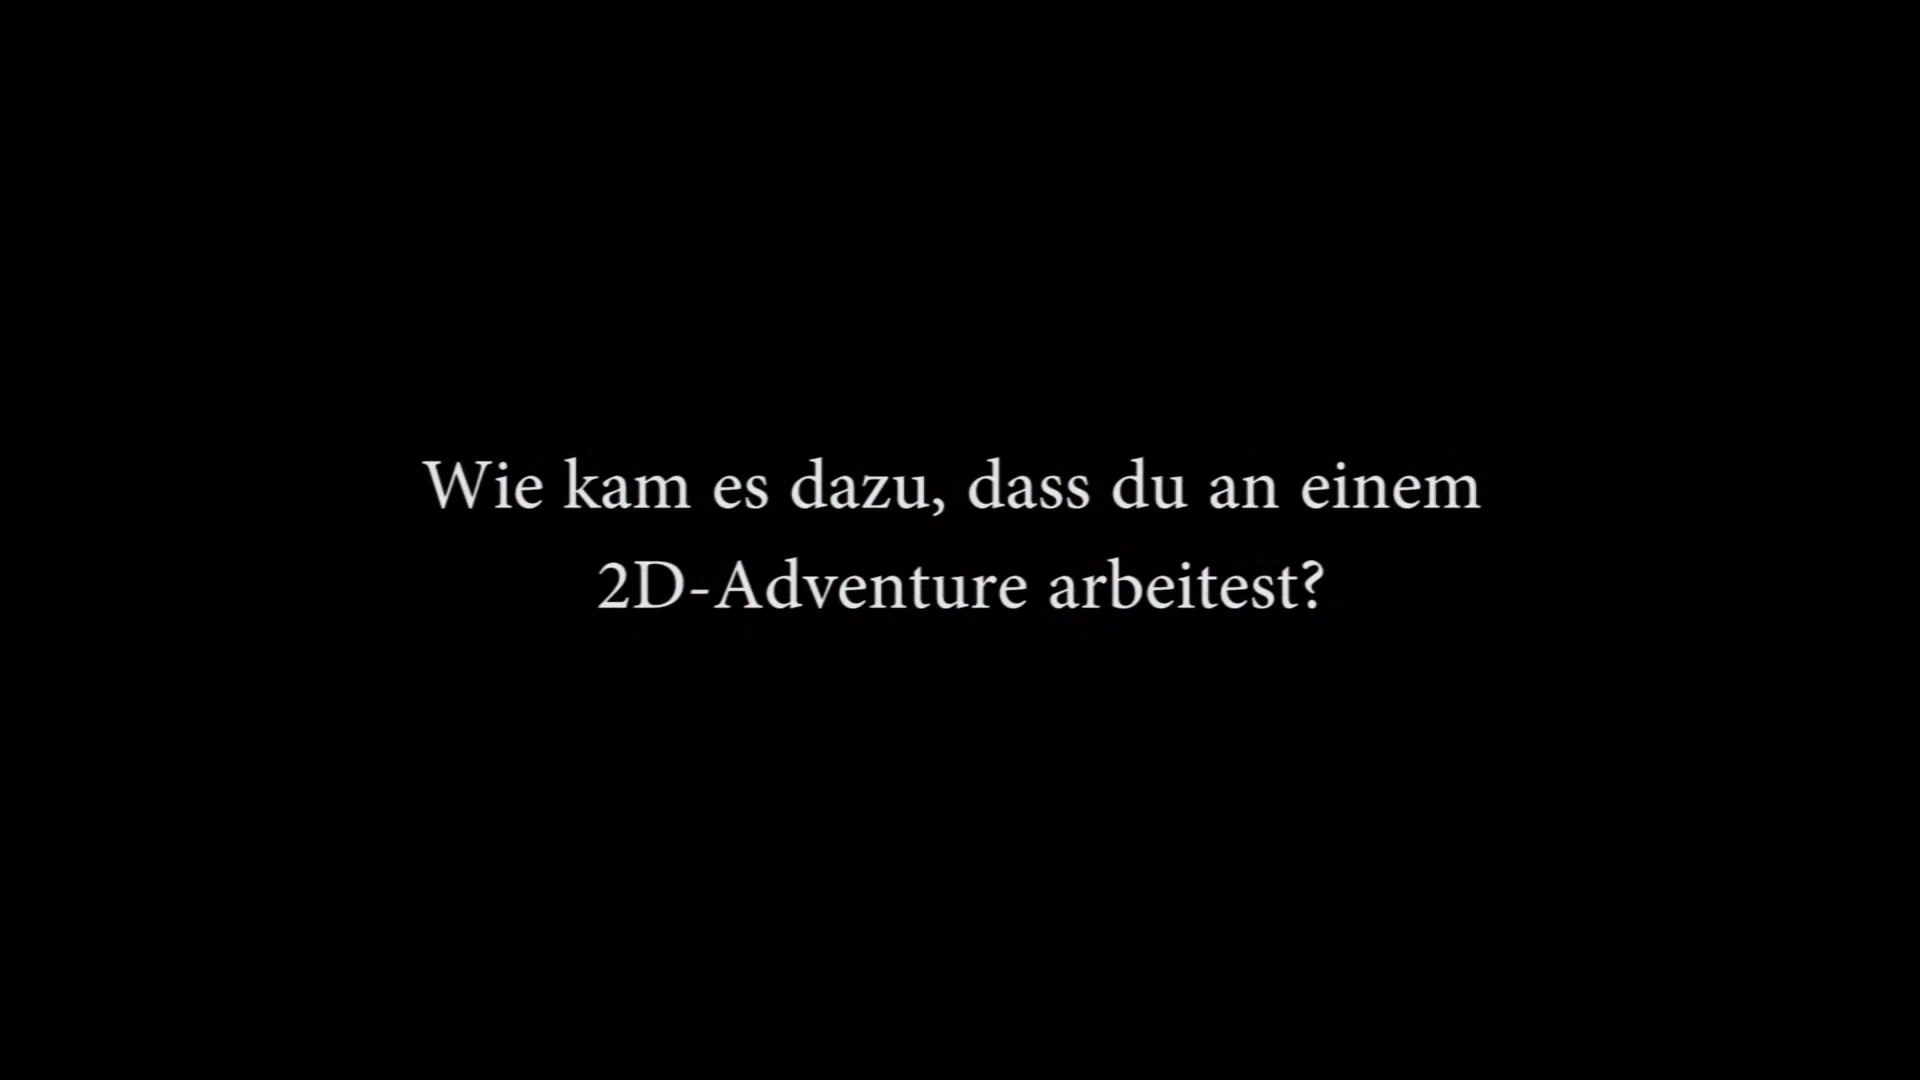 Wie kam es dazu, dass du an einem
2D-Adventure arbeitest?